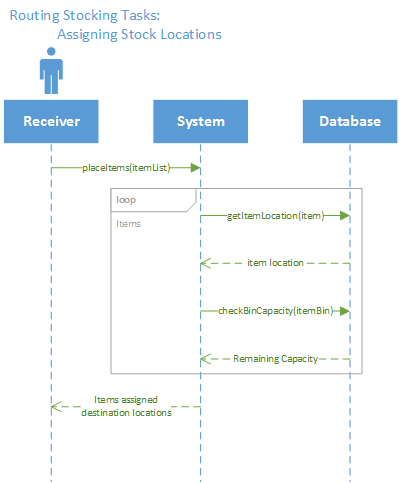 Routing Stocking Tasks:
Assigning Stock Locations
Receiver
System
Database
placeItems(itemList)
loop
Items
getItemLocation(item)
item location
checkBinCapacity(itemBin)
Remaining Capacity
Items assigned
destination locations